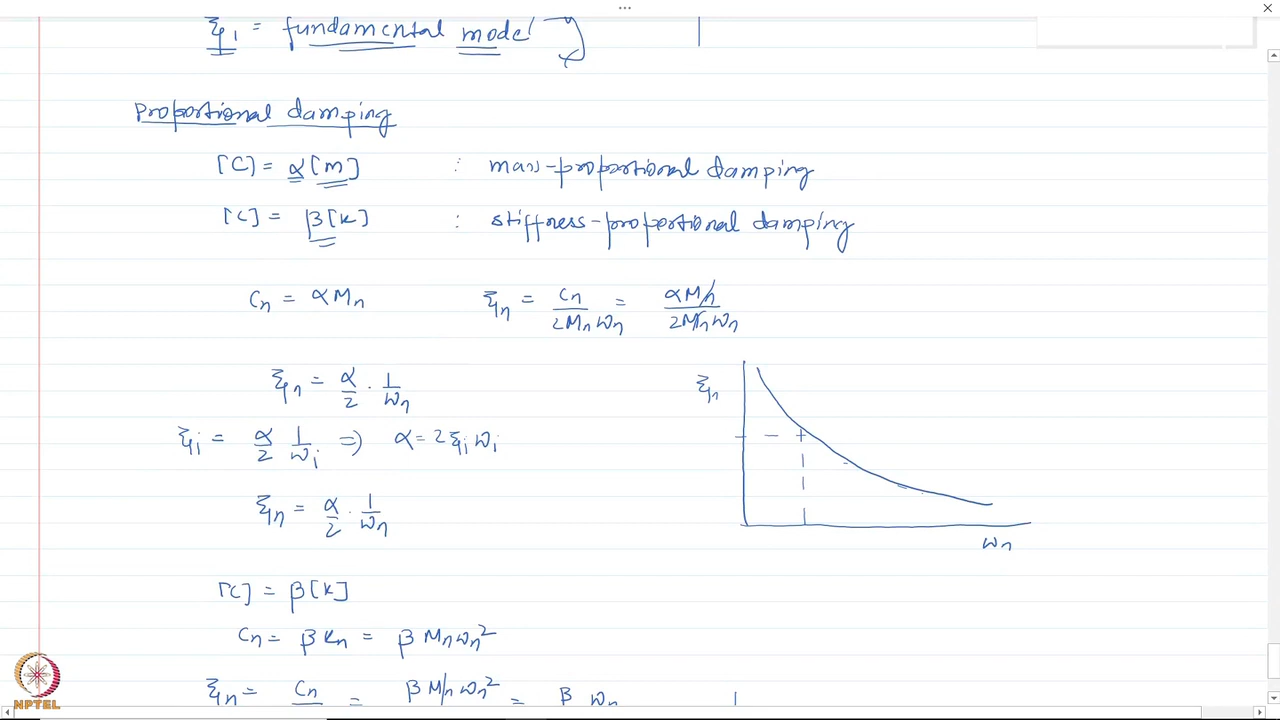 ξ₁ = fundamental mode
Proportional damping
[C] = α[m] : mass-proportional damping
[C] = β[k] : stiffness-proportional damping
Cn = αMn ξn = Cn / 2Mnωn = αMn / 2Mnωn
ξn = α/2 · 1/ωn
ξi = α/2 1/ωi ⇒ α = 2ξiωi
ξn = α/2 · 1/ωn
ξn
ωn
[C] = β[k]
Cn = βKn = βMnωn²
ξn = Cn = βMnωn² = β ωn
NPTEL